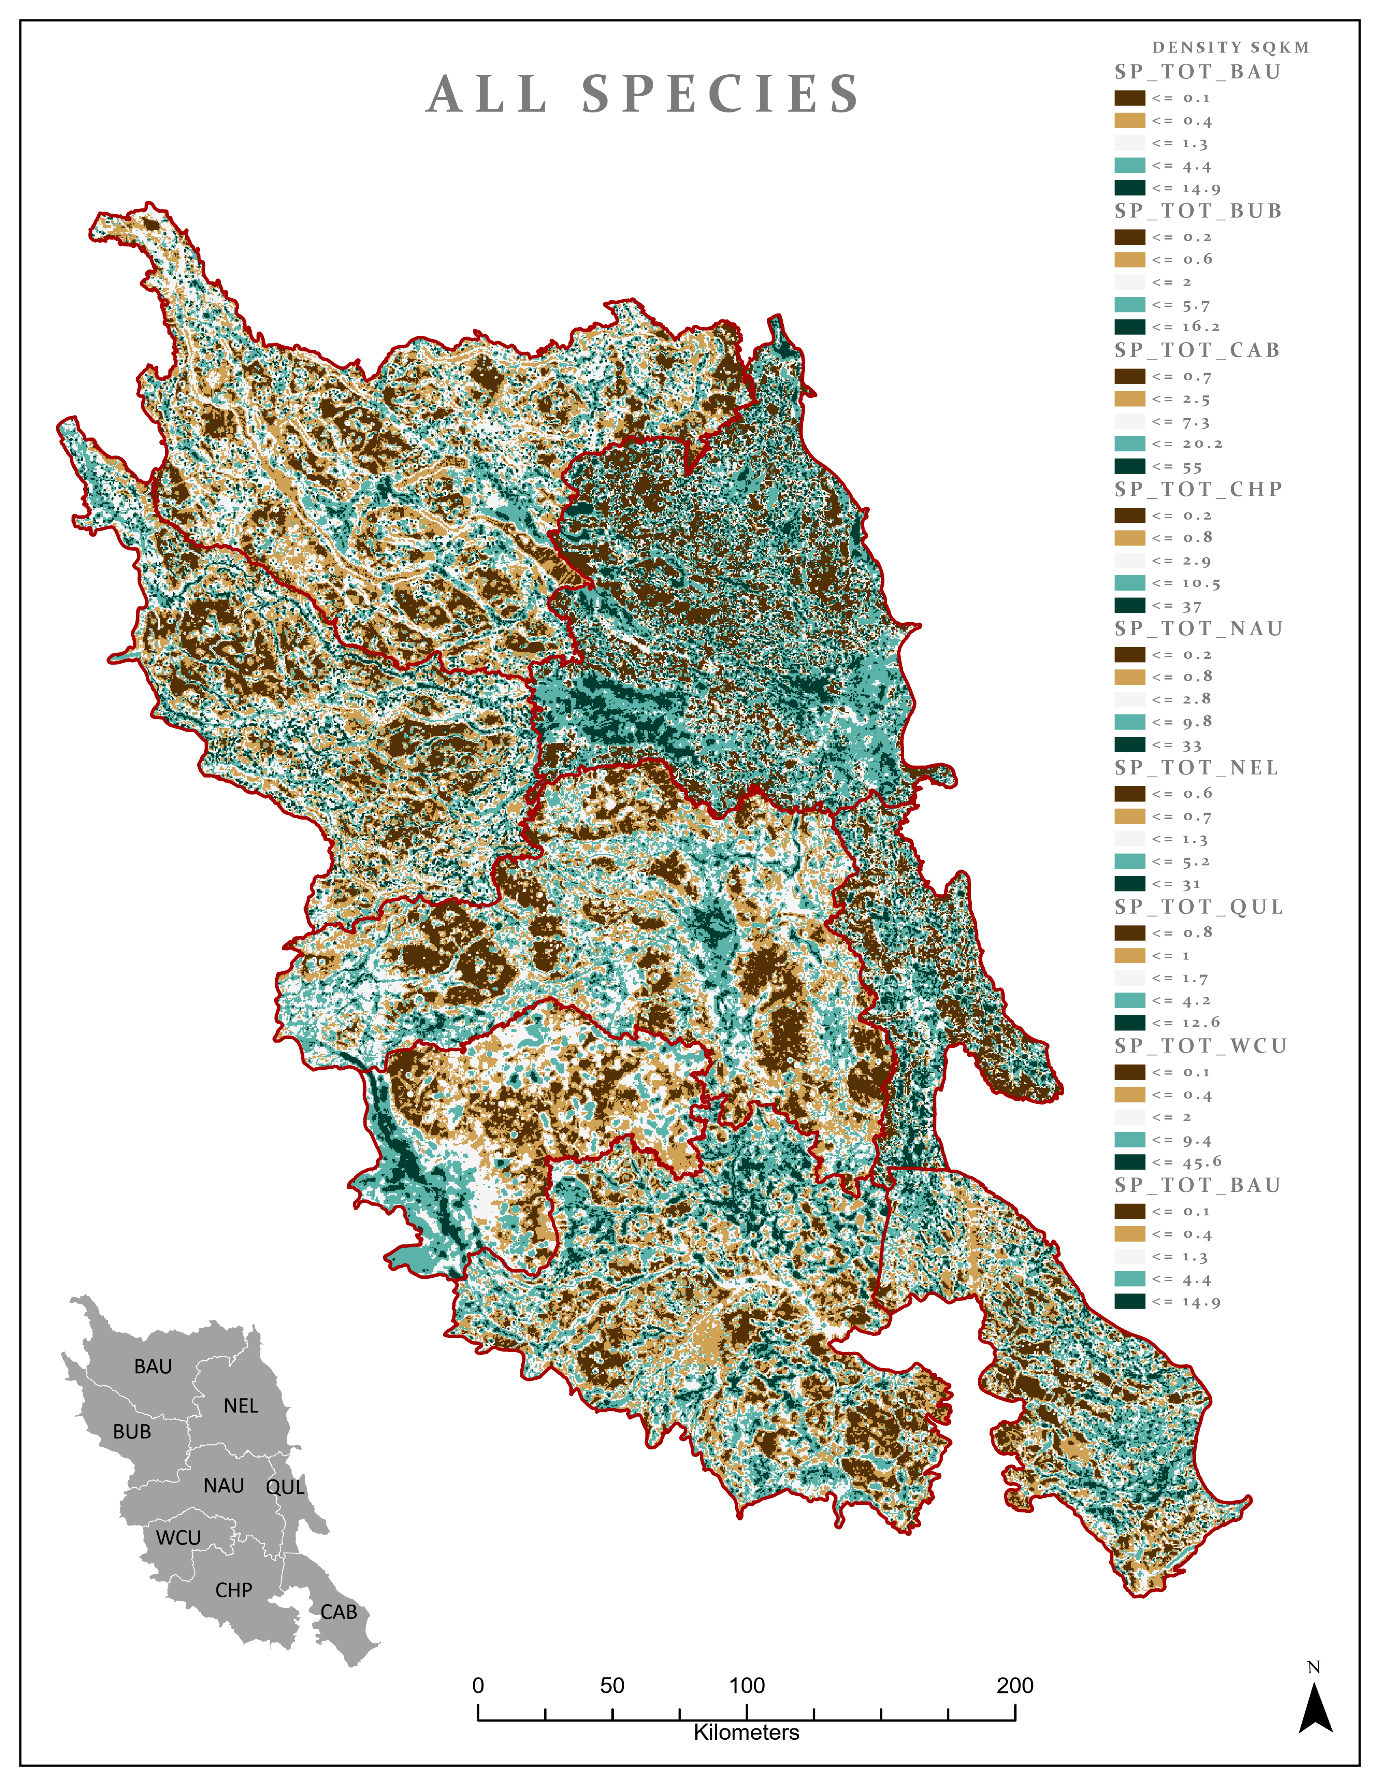 ALL SPECIES
DENSITY SQKM
SP_TOT_BAU
<= 0.1
<= 0.4
<= 1.3
<= 4.4
<= 14.9
SP_TOT_BUB
<= 0.2
<= 0.6
<= 2
<= 5.7
<= 16.2
SP_TOT_CAB
<= 0.7
<= 2.5
<= 7.3
<= 20.2
<= 55
SP_TOT_CHP
<= 0.2
<= 0.8
<= 2.9
<= 10.5
<= 37
SP_TOT_NAU
<= 0.2
<= 0.8
<= 2.8
<= 9.8
<= 33
SP_TOT_NEL
<= 0.6
<= 0.7
<= 1.3
<= 5.2
<= 31
SP_TOT_QUL
<= 0.8
<= 1
<= 1.7
<= 4.2
<= 12.6
SP_TOT_WCU
<= 0.1
<= 0.4
<= 2
<= 9.4
<= 45.6
SP_TOT_BAU
<= 0.1
<= 0.4
<= 1.3
<= 4.4
<= 14.9
BAU
NEL
BUB
NAU QUL
WCU
CHP
CAB
0 50 100 200
Kilometers
N